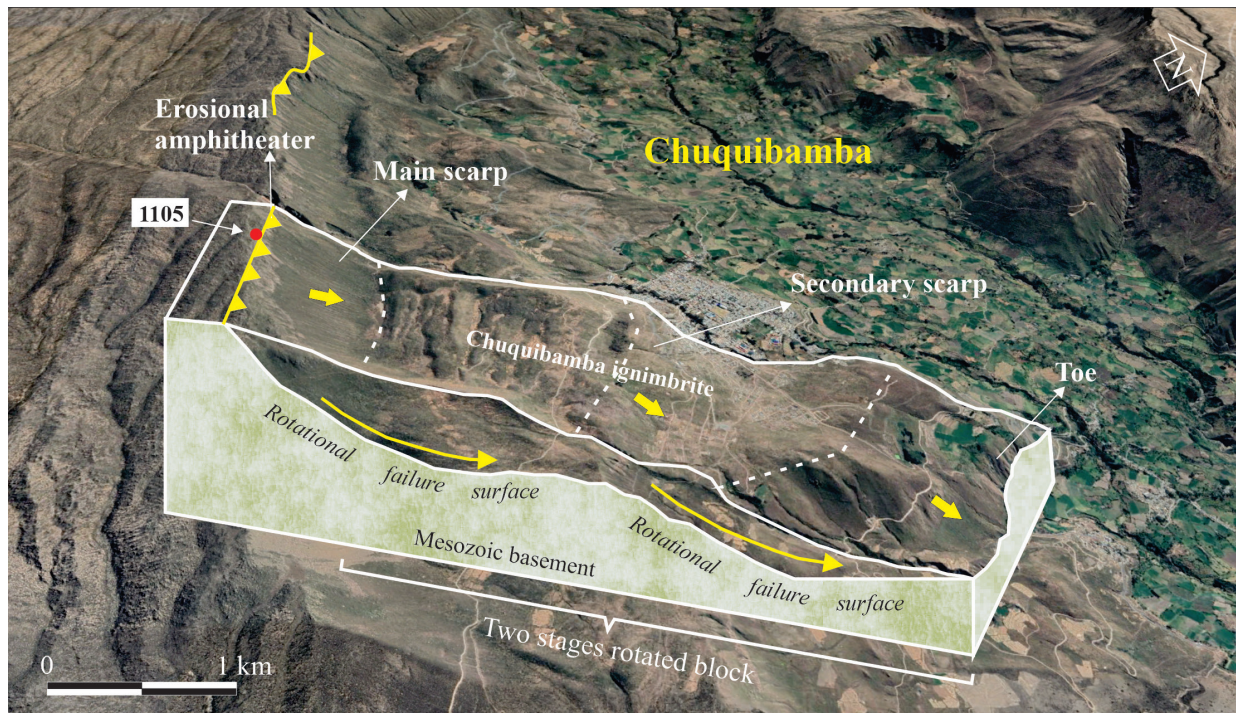 N
Erosional
amphitheater
Chuquibamba
Main scarp
1105
Secondary scarp
Chuquibamba ignimbrite
Toe
Rotational failure surface
Rotational failure surface
Mesozoic basement
Two stages rotated block
0 1 km